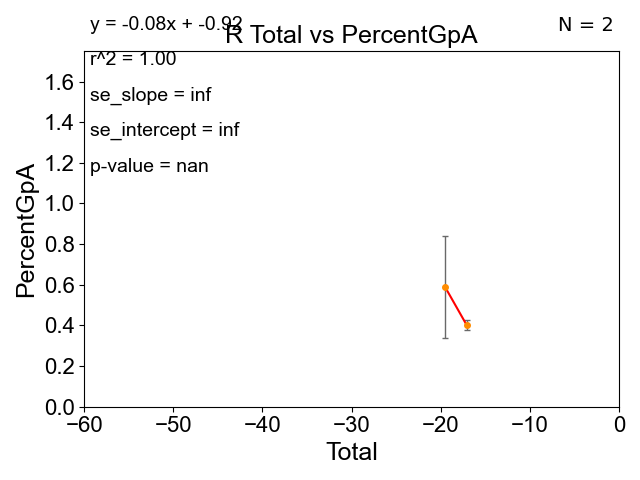 y = -0.08x + -0.92
N = 2
R Total vs PercentGpA
r^2 = 1.00
se_slope = inf
se_intercept = inf
p-value = nan
PercentGpA
1.6
1.4
1.2
1.0
0.8
0.6
0.4
0.2
0.0
−60 −50 −40 −30 −20 −10 0
Total